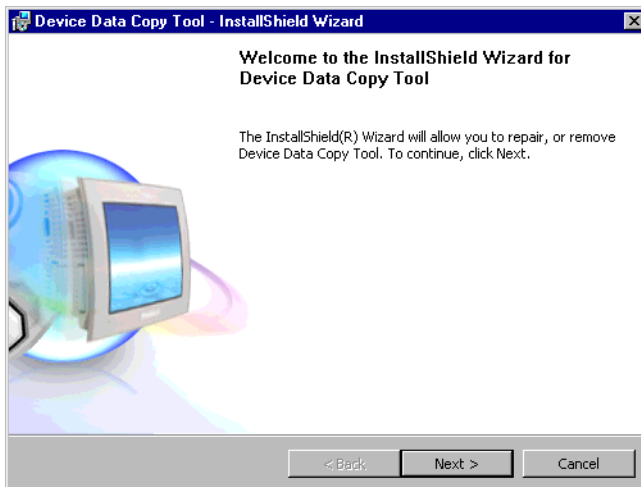 Device Data Copy Tool - InstallShield Wizard
Welcome to the InstallShield Wizard for
Device Data Copy Tool
The InstallShield(R) Wizard will allow you to repair, or remove
Device Data Copy Tool. To continue, click Next.
< Back
Next >
Cancel